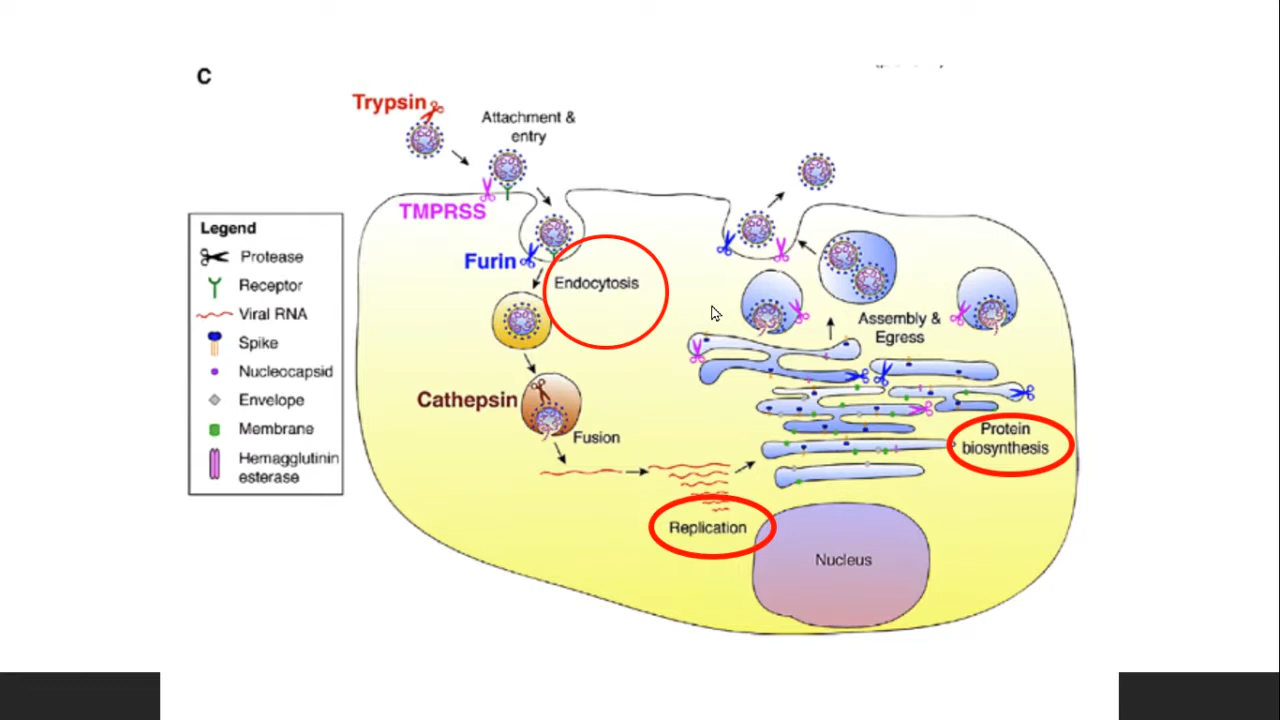 C
Trypsin
Attachment &
entry
TMPRSS
Furin
Endocytosis
Cathepsin
Fusion
Replication
Nucleus
Protein
biosynthesis
Assembly &
Egress
Legend
Protease
Receptor
Viral RNA
Spike
Nucleocapsid
Envelope
Membrane
Hemagglutinin
esterase